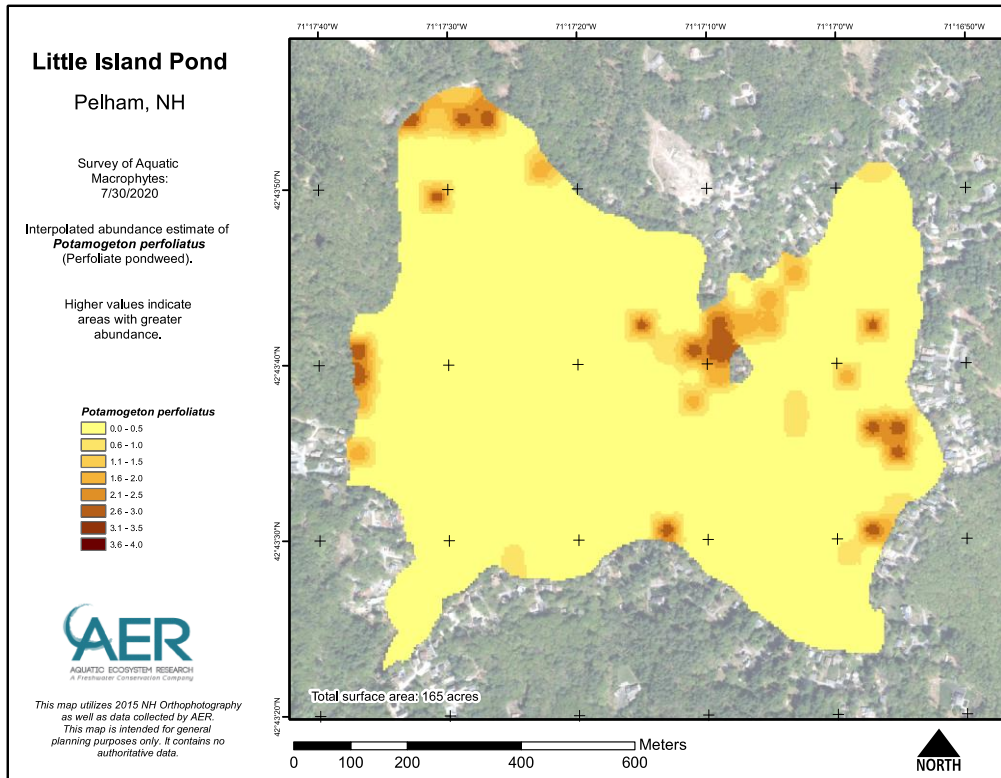 Little Island Pond
Pelham, NH
Survey of Aquatic
Macrophytes:
7/30/2020
Interpolated abundance estimate of
Potamogeton perfoliatus
(Perfoliate pondweed).
Higher values indicate
areas with greater
abundance.
Potamogeton perfoliatus
0.0 - 0.5
0.6 - 1.0
1.1 - 1.5
1.6 - 2.0
2.1 - 2.5
2.6 - 3.0
3.1 - 3.5
3.6 - 4.0
AER
AQUATIC ECOSYSTEM RESEARCH
A Freshwater Conservation Company
This map utilizes 2015 NH Orthophotography
as well as data collected by AER.
This map is intended for general
planning purposes only. It contains no
authoritative data.
71°17'40"W 71°17'30"W 71°17'20"W 71°17'10"W 71°17'0"W 71°16'50"W
42°43'50"N
42°43'40"N
42°43'30"N
42°43'20"N
Total surface area: 165 acres
Meters
0 100 200 400 600
NORTH